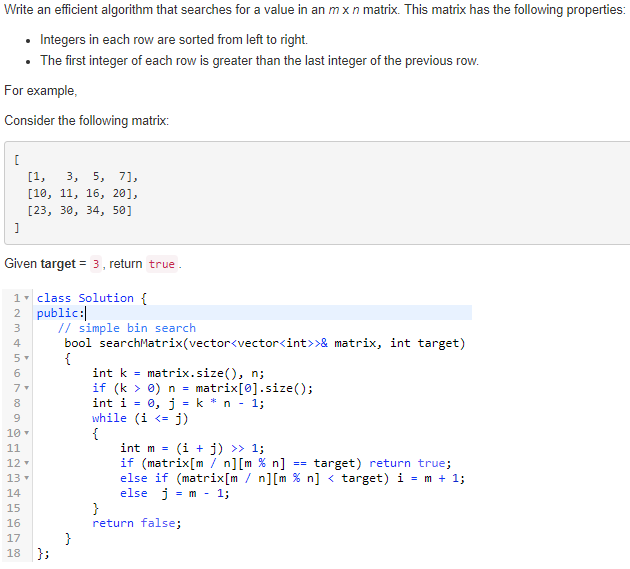 Write an efficient algorithm that searches for a value in an m x n matrix. This matrix has the following properties:
• Integers in each row are sorted from left to right.
• The first integer of each row is greater than the last integer of the previous row.
For example,
Consider the following matrix:
[
  [1,   3,  5,  7],
  [10, 11, 16, 20],
  [23, 30, 34, 50]
]
Given target = 3, return true.
1 class Solution {
2 public:
3    // simple bin search
4     bool searchMatrix(vector<vector<int>>& matrix, int target)
5     {
6         int k = matrix.size(), n;
7         if (k > 0) n = matrix[0].size();
8         int i = 0, j = k * n - 1;
9         while (i <= j)
10         {
11             int m = (i + j) >> 1;
12             if (matrix[m / n][m % n] == target) return true;
13             else if (matrix[m / n][m % n] < target) i = m + 1;
14             else  j = m - 1;
15         }
16         return false;
17     }
18 };